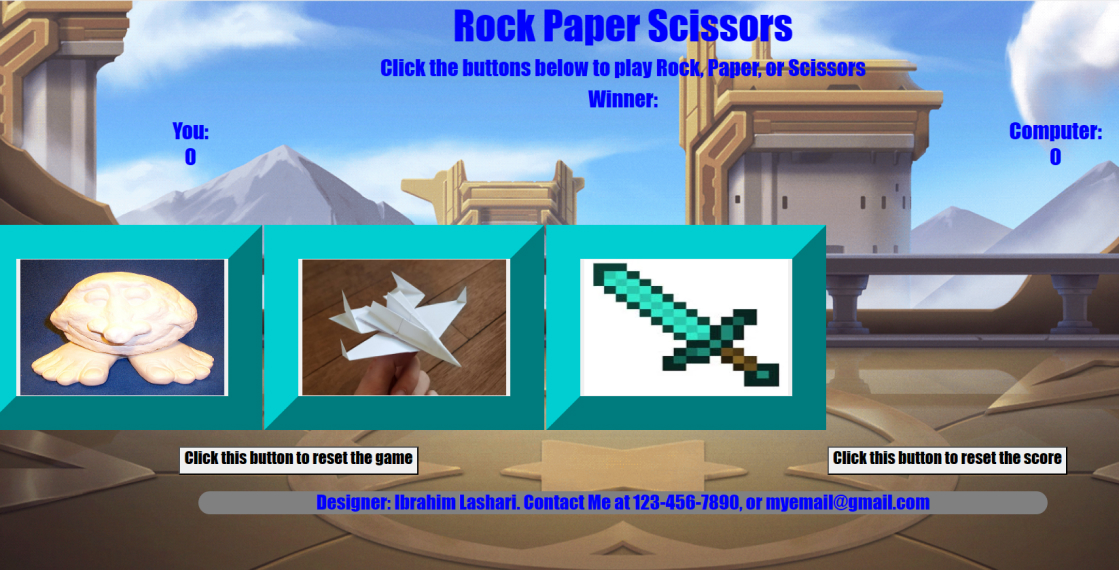 Rock Paper Scissors
Click the buttons below to play Rock, Paper, or Scissors
Winner:
You:
0
Computer:
0
Click this button to reset the game
Click this button to reset the score
Designer: Ibrahim Lashari. Contact Me at 123-456-7890, or myemail@gmail.com